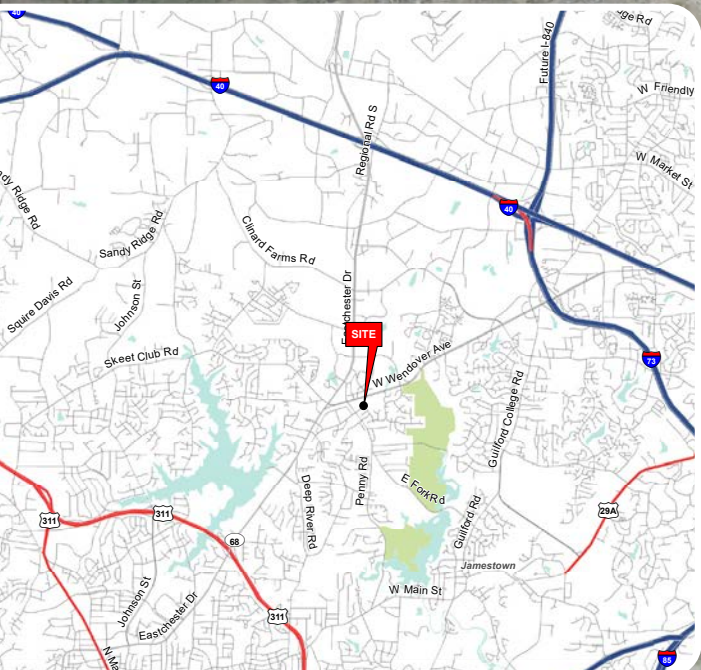 40
ge Rd
Future I-840
40
W Friendly
Regional Rd S
W Market St
dy Ridge Rd
40
Sandy Ridge Rd
Clinard Farms Rd
Squire Davis Rd
Johnson St
Eastchester Dr
SITE
W Wendover Ave
Skeet Club Rd
73
Guilford College Rd
Penny Rd
Deep River Rd
E Fork Rd
311
311
29A
Guilford Rd
68
Jamestown
W Main St
Johnson St
Eastchester Dr
311
N Ma
85